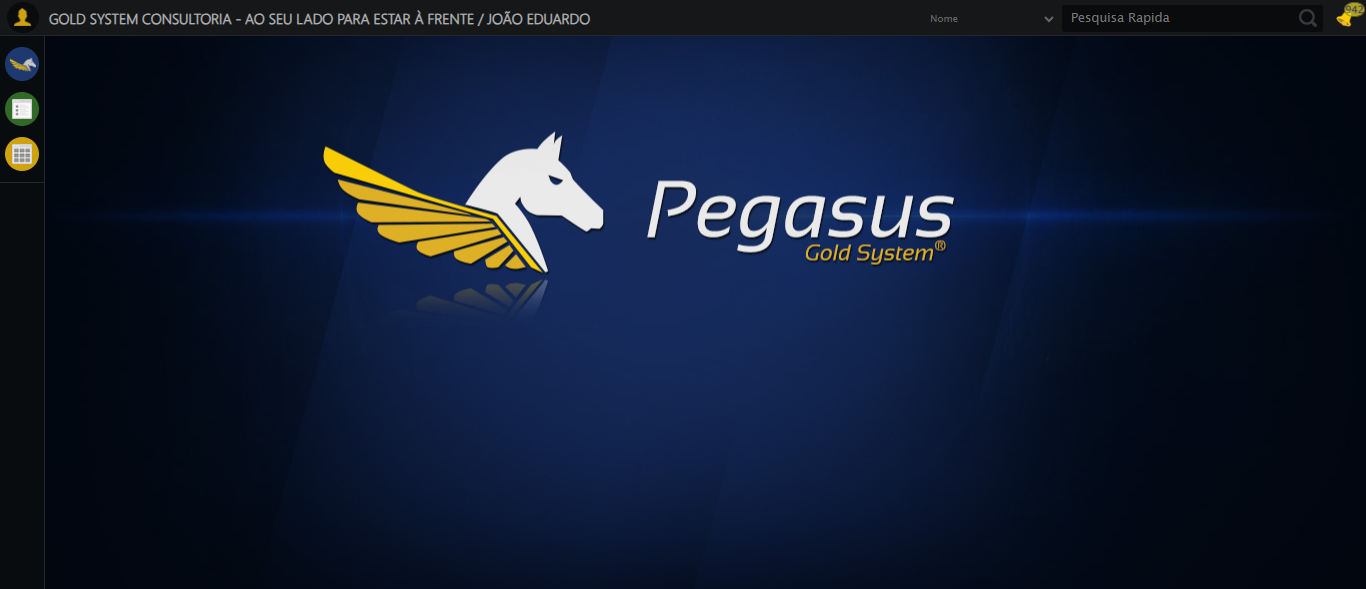 GOLD SYSTEM CONSULTORIA - AO SEU LADO PARA ESTAR À FRENTE / JOÃO EDUARDO
Nome
Pesquisa Rapida
942
Pegasus
Gold System®